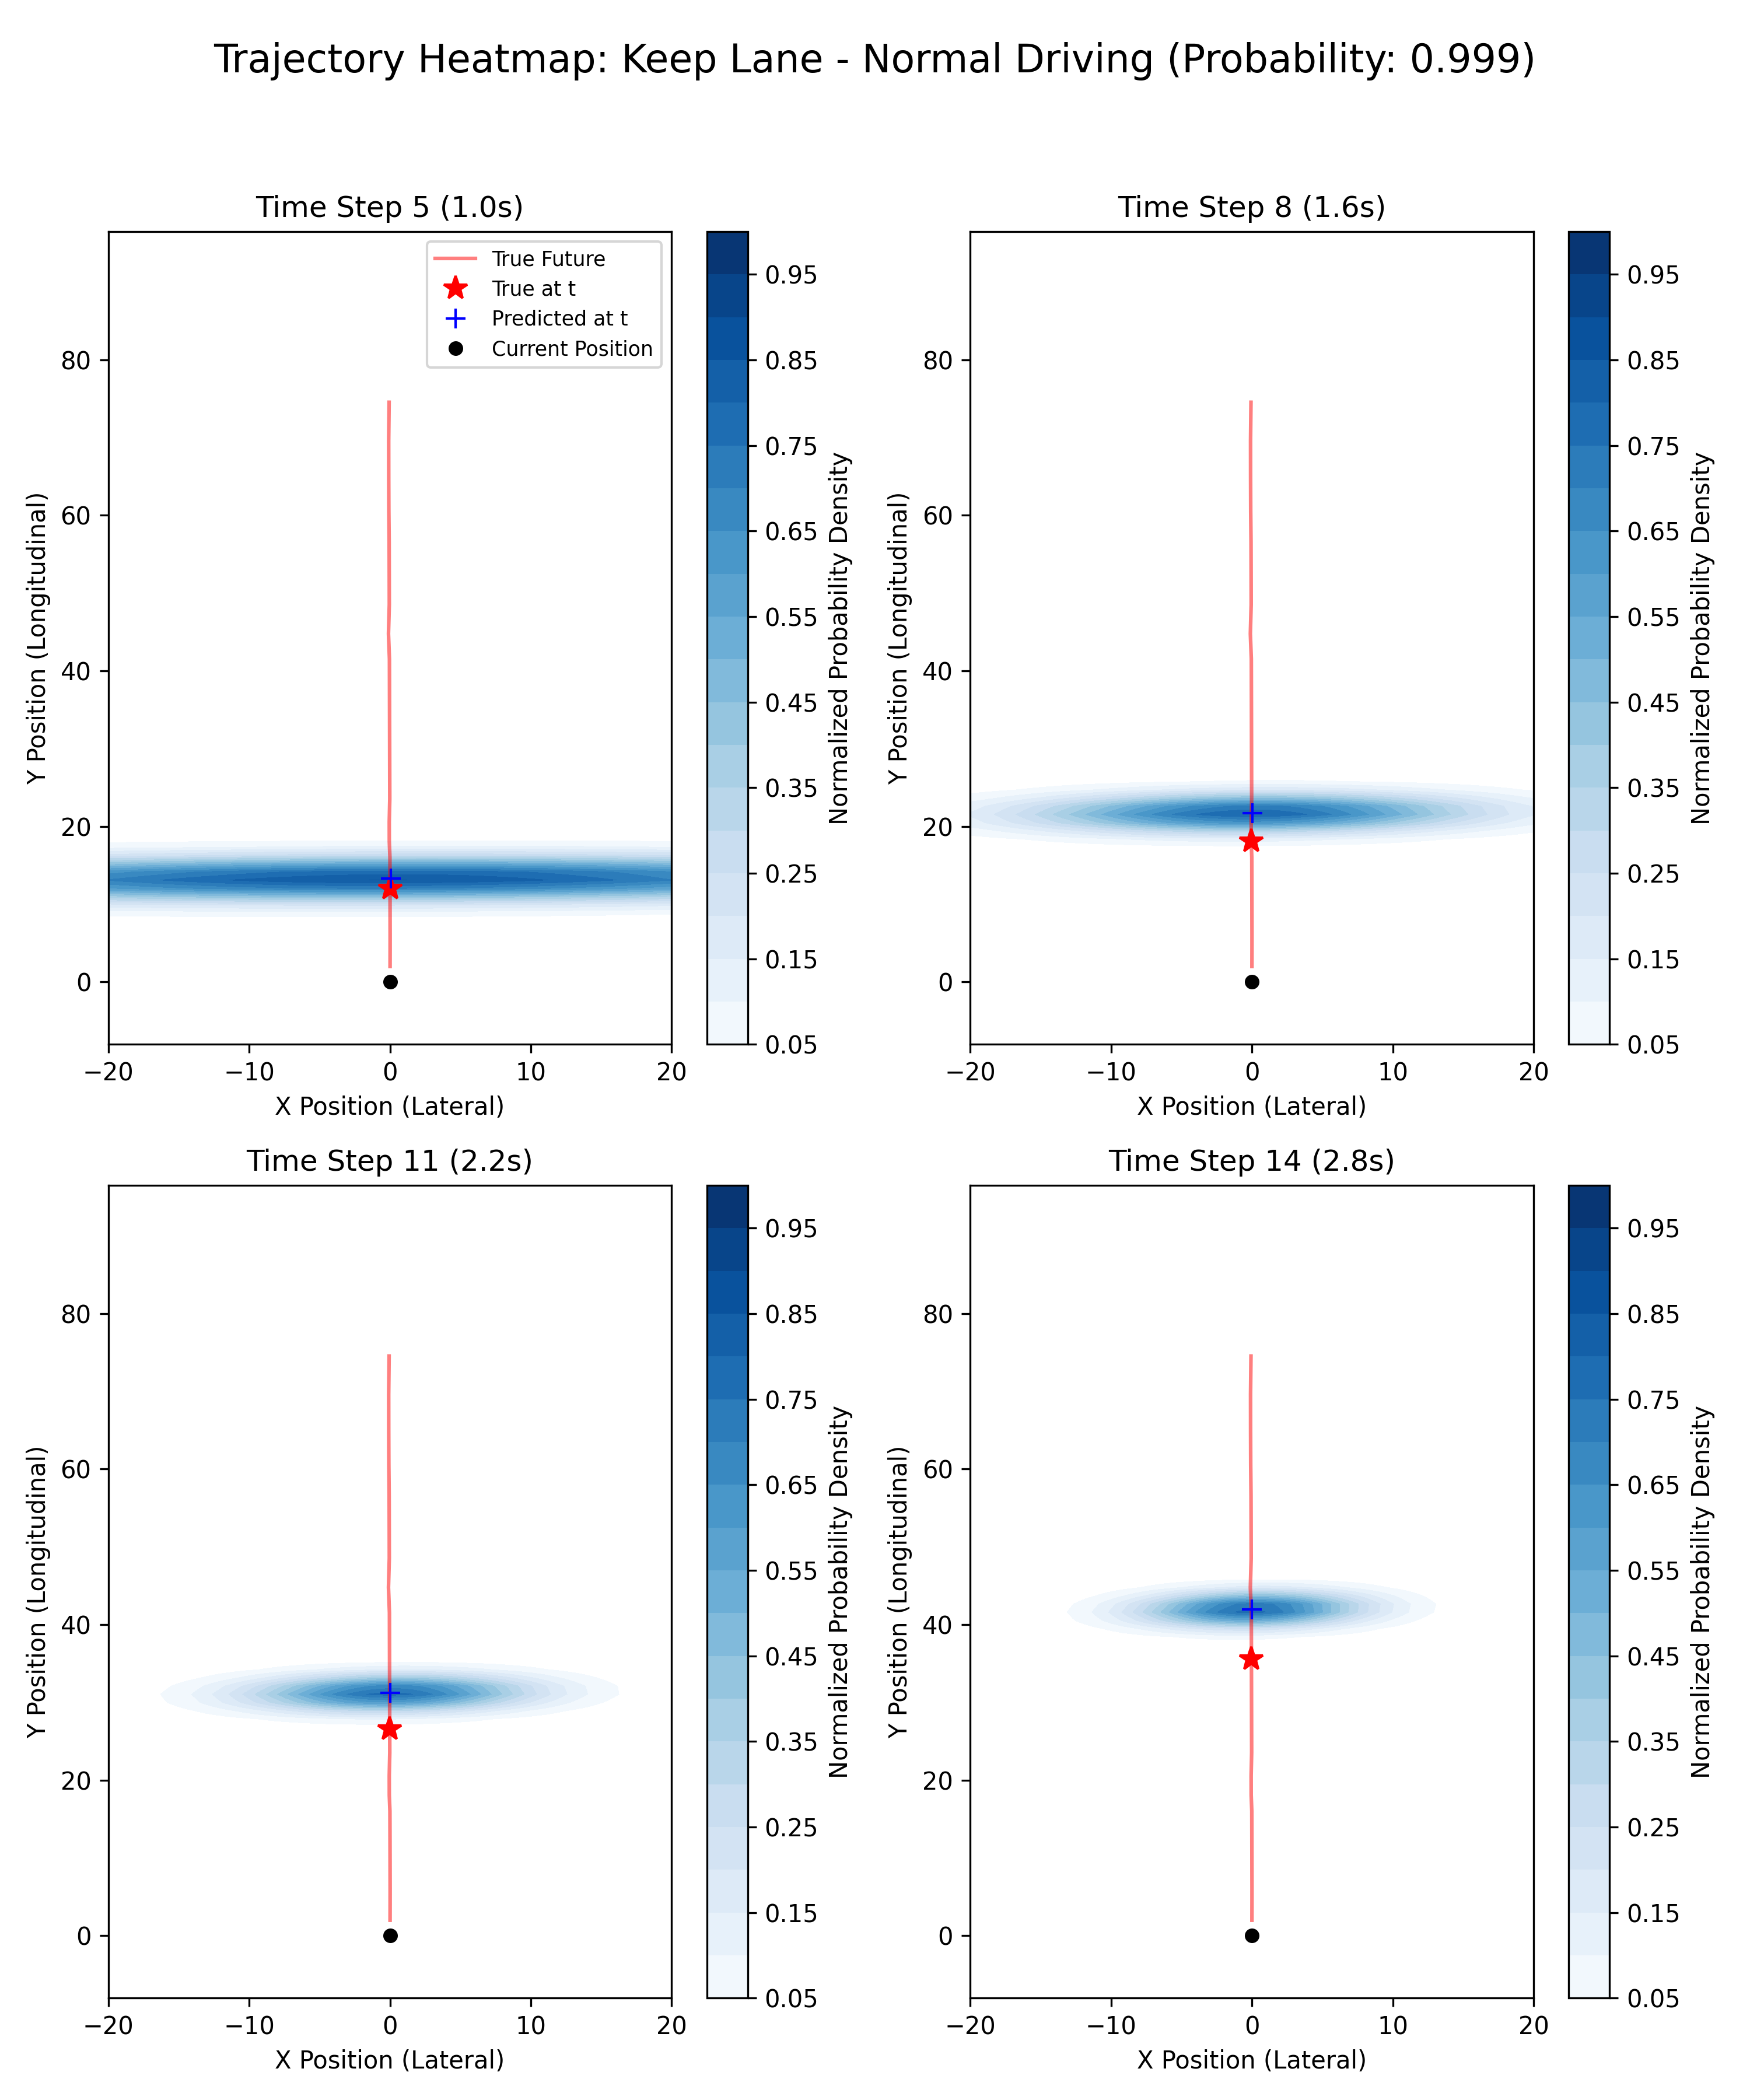 Trajectory Heatmap: Keep Lane - Normal Driving (Probability: 0.999)
Time Step 5 (1.0s)
True Future
True at t
Predicted at t
Current Position
80
60
40
20
0
Y Position (Longitudinal)
−20 −10 0 10 20
X Position (Lateral)
0.95
0.85
0.75
0.65
0.55
0.45
0.35
0.25
0.15
0.05
Normalized Probability Density
Time Step 8 (1.6s)
80
60
40
20
0
Y Position (Longitudinal)
−20 −10 0 10 20
X Position (Lateral)
0.95
0.85
0.75
0.65
0.55
0.45
0.35
0.25
0.15
0.05
Normalized Probability Density
Time Step 11 (2.2s)
80
60
40
20
0
Y Position (Longitudinal)
−20 −10 0 10 20
X Position (Lateral)
0.95
0.85
0.75
0.65
0.55
0.45
0.35
0.25
0.15
0.05
Normalized Probability Density
Time Step 14 (2.8s)
80
60
40
20
0
Y Position (Longitudinal)
−20 −10 0 10 20
X Position (Lateral)
0.95
0.85
0.75
0.65
0.55
0.45
0.35
0.25
0.15
0.05
Normalized Probability Density